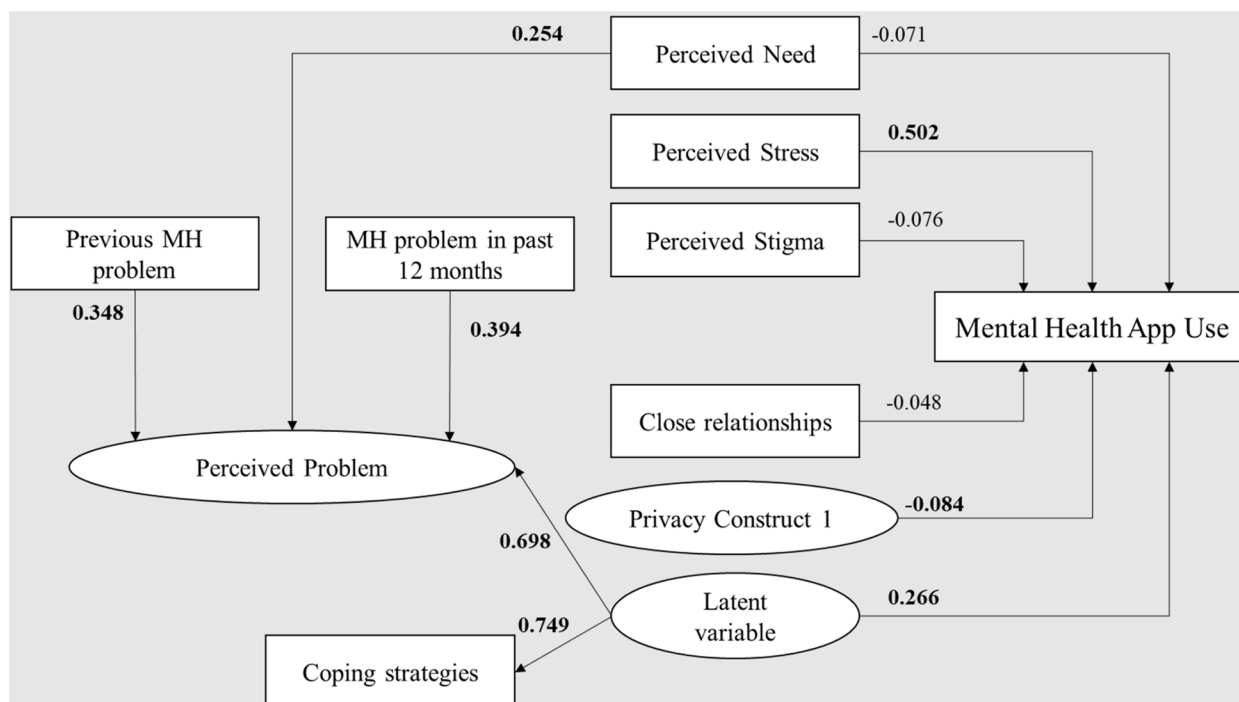 0.254
Perceived Need
-0.071
Perceived Stress
0.502
Perceived Stigma
-0.076
Previous MH
problem
MH problem in past
12 months
0.348
0.394
Mental Health App Use
Close relationships
-0.048
Perceived Problem
Privacy Construct 1
-0.084
0.698
Latent
variable
0.266
0.749
Coping strategies